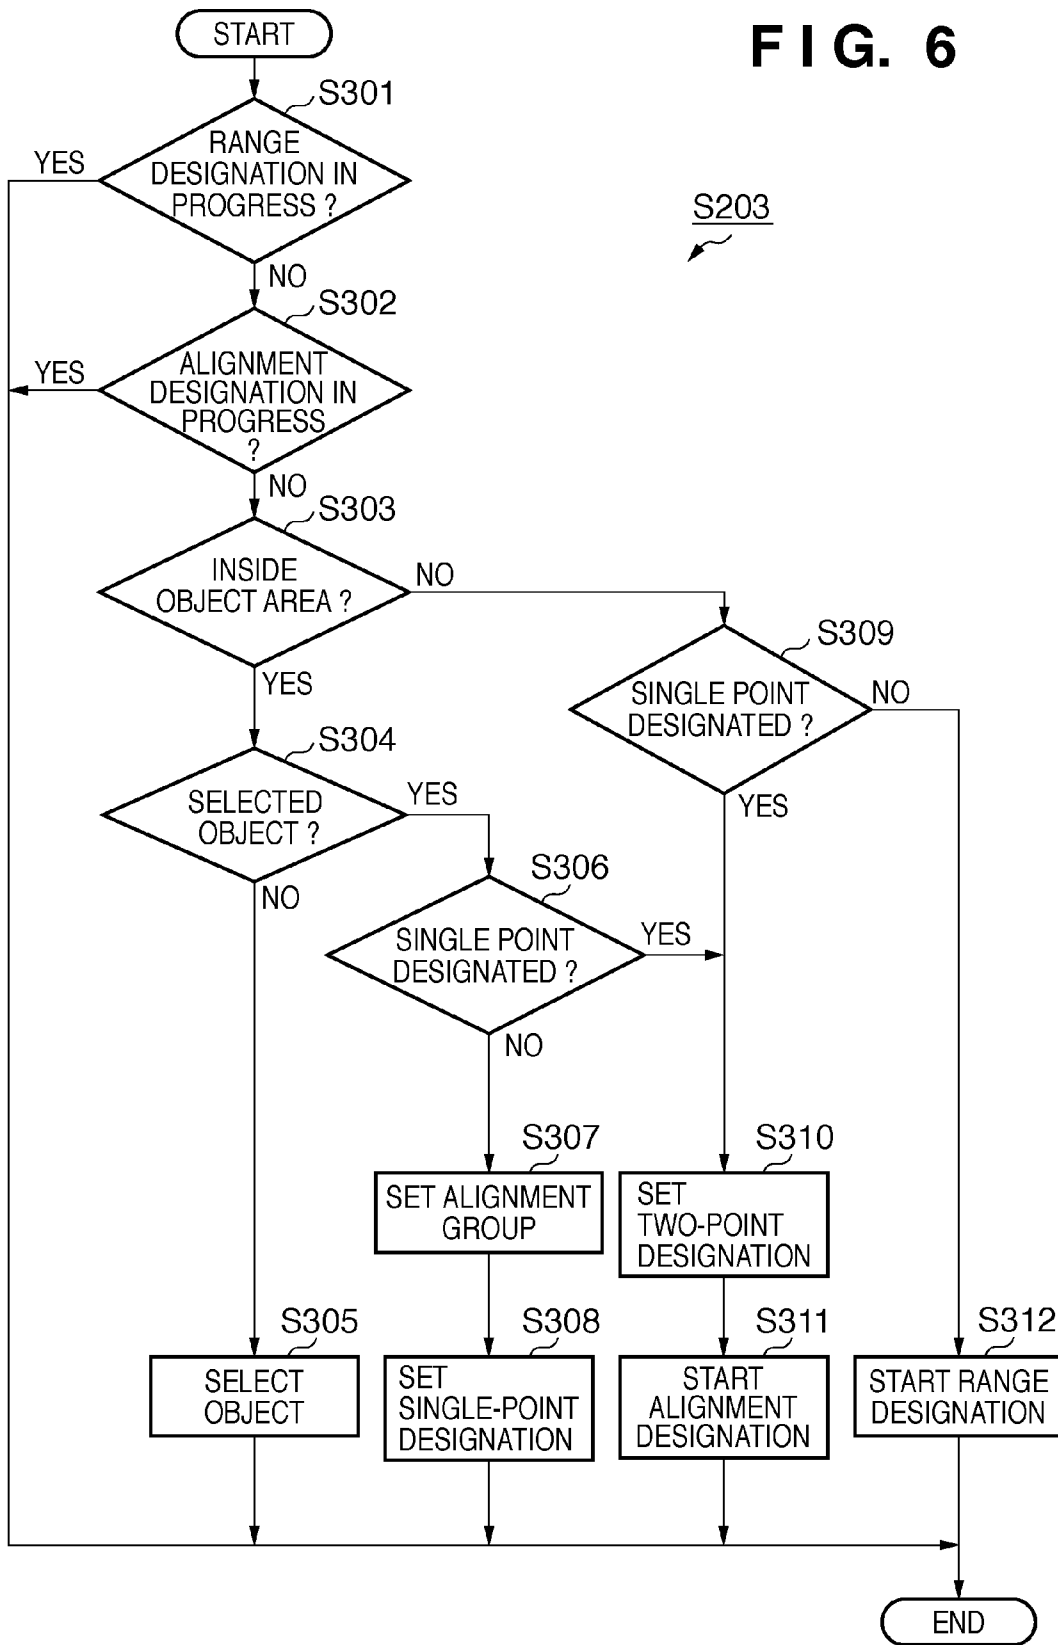 START
FIG. 6
S301
RANGE
DESIGNATION IN
PROGRESS ?
YES
NO
S203
S302
ALIGNMENT
DESIGNATION IN
PROGRESS
?
YES
NO
S303
INSIDE
OBJECT AREA ?
NO
YES
S309
SINGLE POINT
DESIGNATED ?
NO
YES
S304
SELECTED
OBJECT ?
YES
NO
S306
SINGLE POINT
DESIGNATED ?
YES
NO
S307
SET ALIGNMENT
GROUP
S310
SET
TWO-POINT
DESIGNATION
S305
SELECT
OBJECT
S308
SET
SINGLE-POINT
DESIGNATION
S311
START
ALIGNMENT
DESIGNATION
S312
START RANGE
DESIGNATION
END